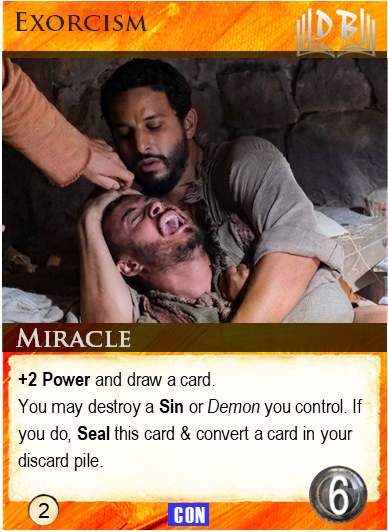 Exorcism
DB
Miracle
+2 Power and draw a card.
You may destroy a Sin or Demon you control. If
you do, Seal this card & convert a card in your
discard pile.
2
CON
6